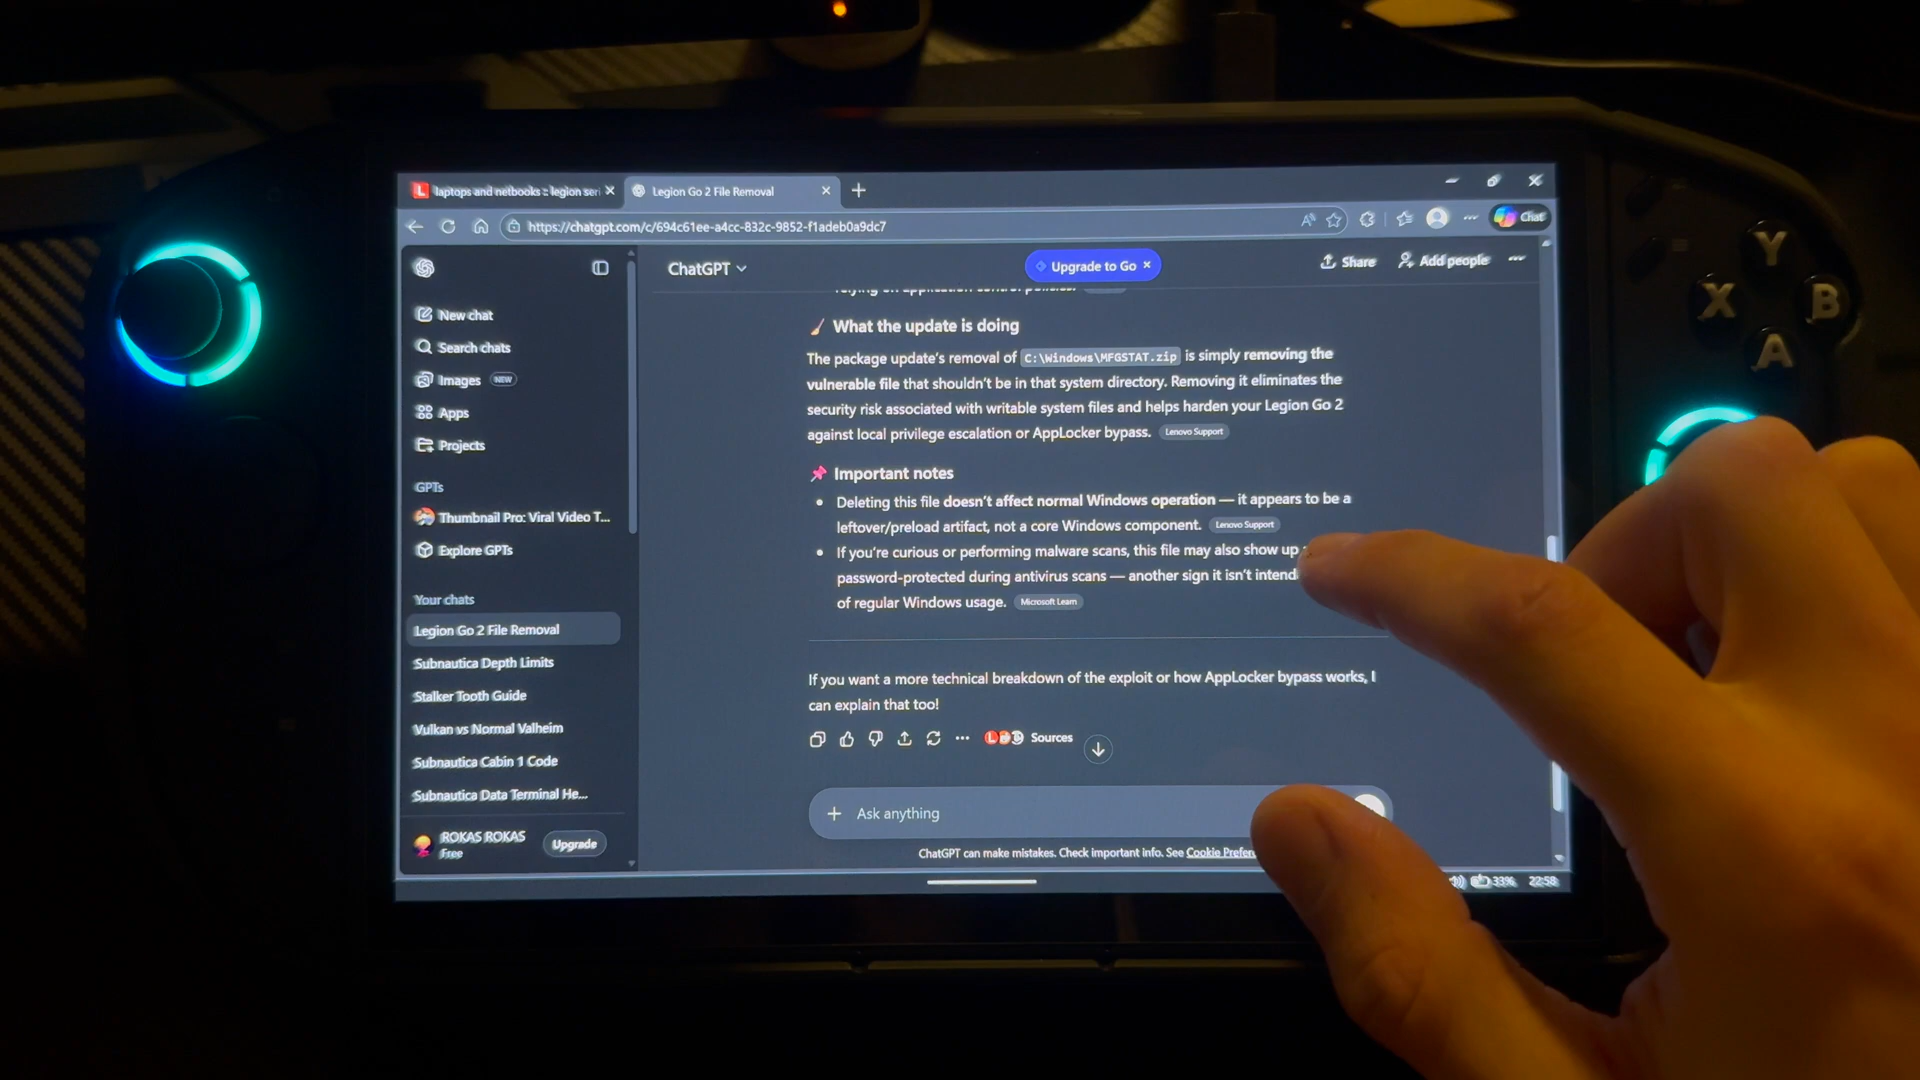 laptops and netbooks :: legion seri
Legion Go 2 File Removal
https://chatgpt.com/c/694c61ee-a4cc-832c-9852-f1adeb0a9dc7
Chat
ChatGPT
Upgrade to Go ×
Share
Add people
New chat
Search chats
Images NEW
Apps
Projects
GPTs
Thumbnail Pro: Viral Video T...
Explore GPTs
Your chats
Legion Go 2 File Removal
Subnautica Depth Limits
Stalker Tooth Guide
Vulkan vs Normal Valheim
Subnautica Cabin 1 Code
Subnautica Data Terminal He...
ROKAS ROKAS
Free
Upgrade
relying on application control policies.
What the update is doing
The package update's removal of C:\Windows\MFGSTAT.zip is simply removing the
vulnerable file that shouldn't be in that system directory. Removing it eliminates the
security risk associated with writable system files and helps harden your Legion Go 2
against local privilege escalation or AppLocker bypass. Lenovo Support
Important notes
• Deleting this file doesn't affect normal Windows operation — it appears to be a
leftover/preload artifact, not a core Windows component. Lenovo Support
• If you're curious or performing malware scans, this file may also show up
password-protected during antivirus scans — another sign it isn't intend
of regular Windows usage. Microsoft Learn
If you want a more technical breakdown of the exploit or how AppLocker bypass works, I
can explain that too!
Sources
Ask anything
ChatGPT can make mistakes. Check important info. See Cookie Prefer
33% 22:58
Y
X
B
A